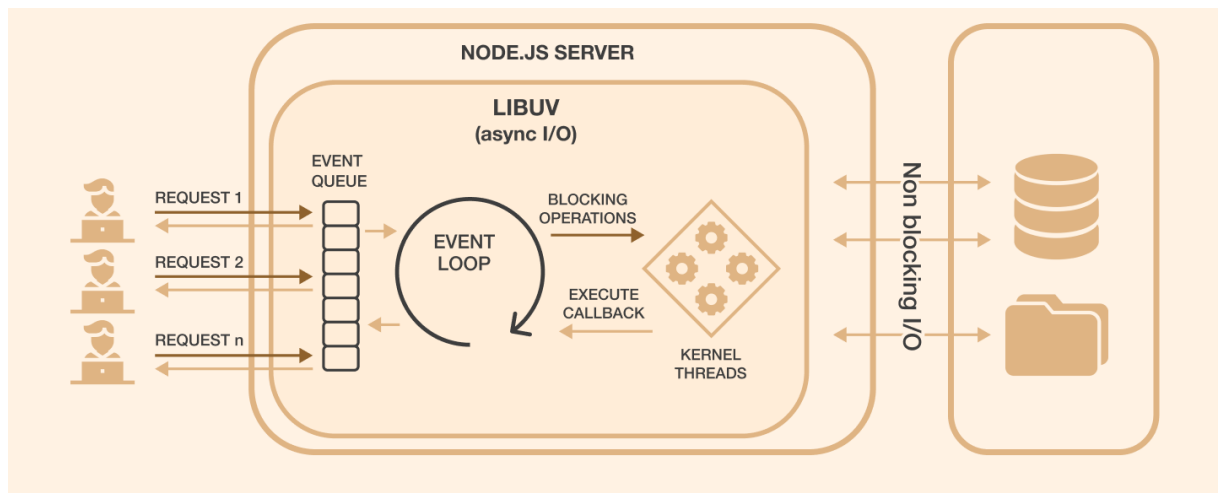 NODE.JS SERVER
LIBUV
(async I/O)
EVENT
QUEUE
REQUEST 1
REQUEST 2
REQUEST n
EVENT
LOOP
BLOCKING
OPERATIONS
EXECUTE
CALLBACK
KERNEL
THREADS
Non blocking I/O